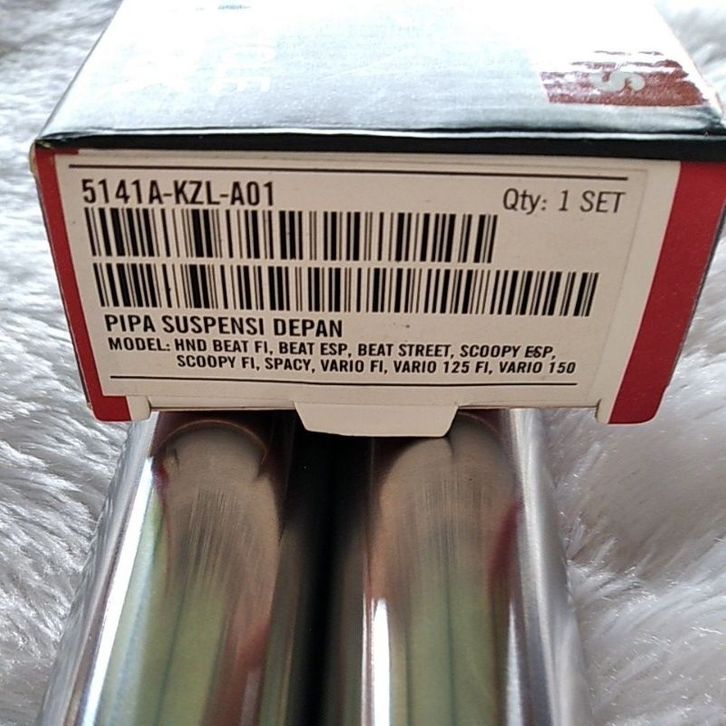 5141A-KZL-A01
Qty: 1 SET
PIPA SUSPENSI DEPAN
MODEL: HND BEAT FI, BEAT ESP, BEAT STREET, SCOOPY ESP,
SCOOPY FI, SPACY, VARIO FI, VARIO 125 FI, VARIO 150